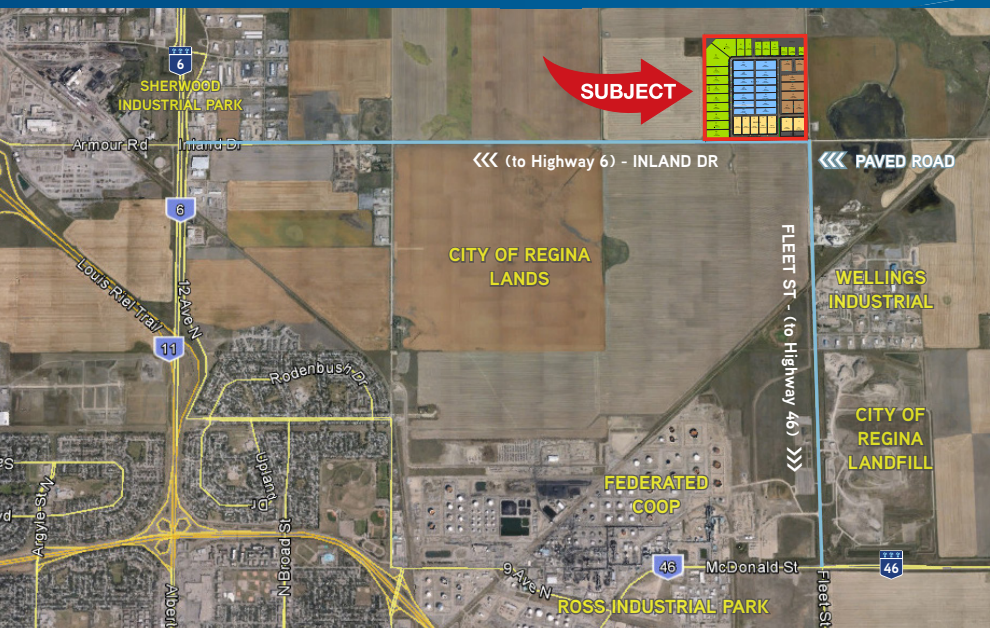 6
SHERWOOD
INDUSTRIAL PARK
SUBJECT
Armour Rd
Inland Dr
(to Highway 6) - INLAND DR
PAVED ROAD
6
FLEET ST - (to Highway 46)
CITY OF REGINA
LANDS
WELLINGS
INDUSTRIAL
Louis Riel Trail
12 Ave N
11
Rodenbush Dr
CITY OF
REGINA
LANDFILL
Upland
Dr
Argyle St N
N Broad St
FEDERATED
COOP
46
McDonald St
46
9 Ave N
ROSS INDUSTRIAL PARK
Albert
Fleet St